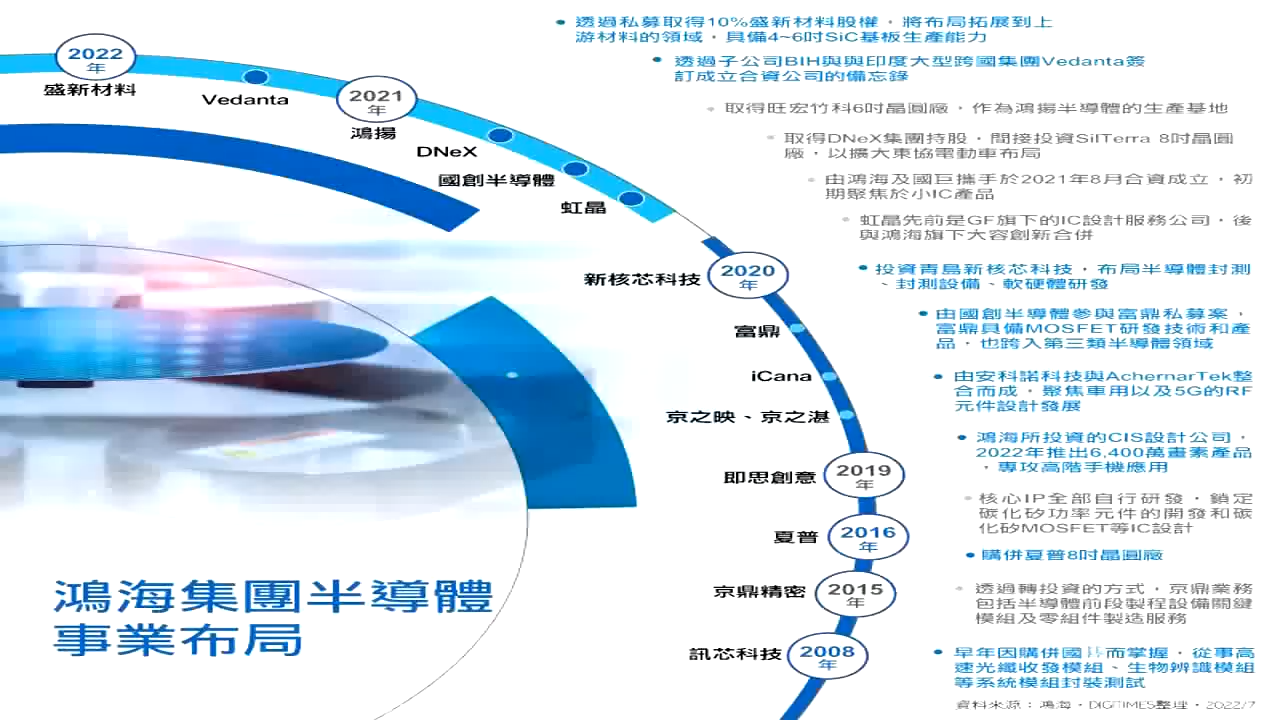 2022
年
盛新材料
Vedanta
2021
年
鴻揚
DNeX
國創半導體
虹晶
新核芯科技
2020
年
富鼎
iCana
京之映、京之湛
即思創意
2019
年
夏普
2016
年
京鼎精密
2015
年
訊芯科技
2008
年
透過私募取得10%盛新材料股權，將布局拓展到上
游材料的領域，具備4~6吋SiC基板生產能力
透過子公司BIH與與印度大型跨國集團Vedanta簽
訂成立合資公司的備忘錄
取得旺宏竹科6吋晶圓廠，作為鴻揚半導體的生產基地
取得DNeX集團持股，間接投資SilTerra 8吋晶圓
廠，以擴大東協電動車布局
由鴻海及國巨攜手於2021年8月合資成立，初
期聚焦於小IC產品
虹晶先前是GF旗下的IC設計服務公司，後
與鴻海旗下大容創新合併
投資青島新核芯科技，布局半導體封測
、封測設備、軟硬體研發
由國創半導體參與富鼎私募案，
富鼎具備MOSFET研發技術和產
品，也跨入第三類半導體領域
由安科諾科技與AchernarTek整
合而成，聚焦車用以及5G的RF
元件設計發展
鴻海所投資的CIS設計公司，
2022年推出6,400萬畫素產品
，專攻高階手機應用
核心IP全部自行研發，鎖定
碳化矽功率元件的開發和碳
化矽MOSFET等IC設計
購併夏普8吋晶圓廠
透過轉投資的方式，京鼎業務
包括半導體前段製程設備關鍵
模組及零組件製造服務
早年因購併國 而掌握，從事高
速光纖收發模組、生物辨識模組
等系統模組封裝測試
鴻海集團半導體
事業布局
資料來源：鴻海，DIGITIMES整理，2022/7